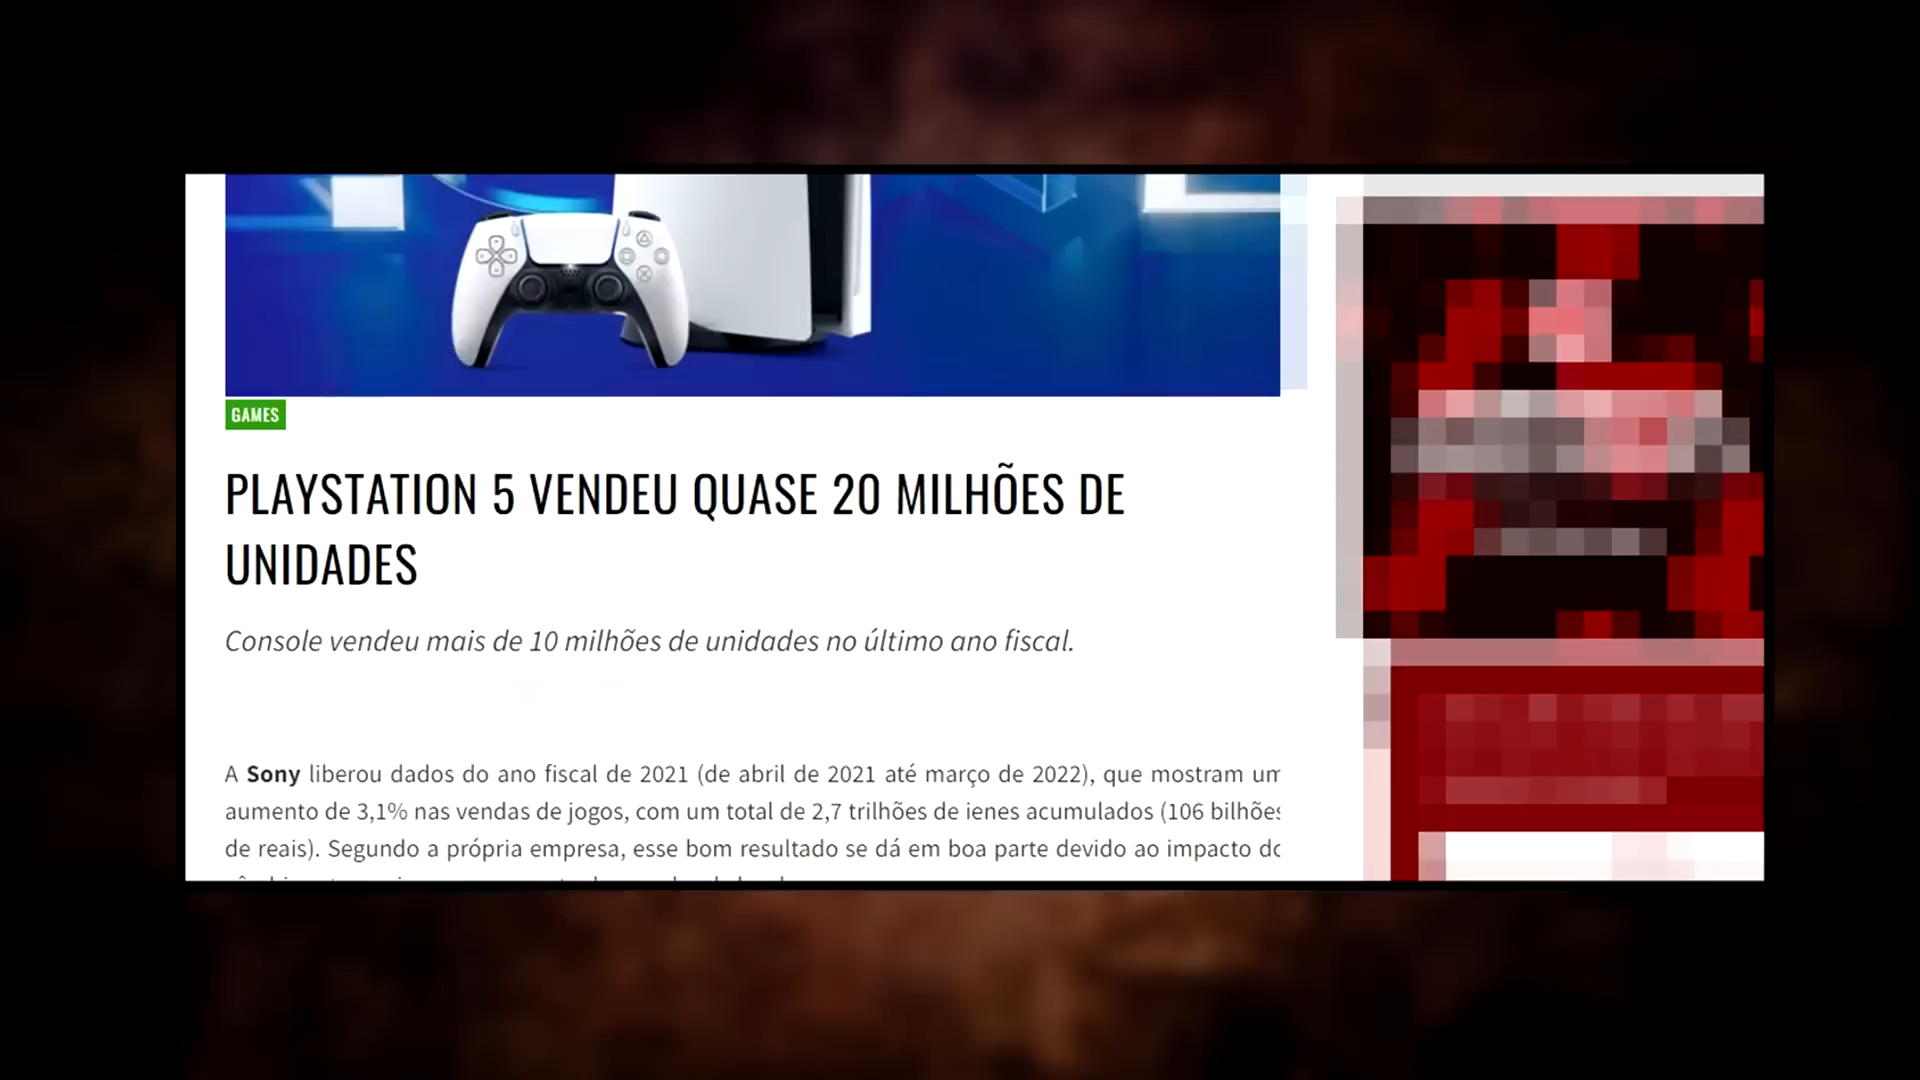 GAMES
PLAYSTATION 5 VENDEU QUASE 20 MILHÕES DE
UNIDADES
Console vendeu mais de 10 milhões de unidades no último ano fiscal.
A Sony liberou dados do ano fiscal de 2021 (de abril de 2021 até março de 2022), que mostram um
aumento de 3,1% nas vendas de jogos, com um total de 2,7 trilhões de ienes acumulados (106 bilhões
de reais). Segundo a própria empresa, esse bom resultado se dá em boa parte devido ao impacto do